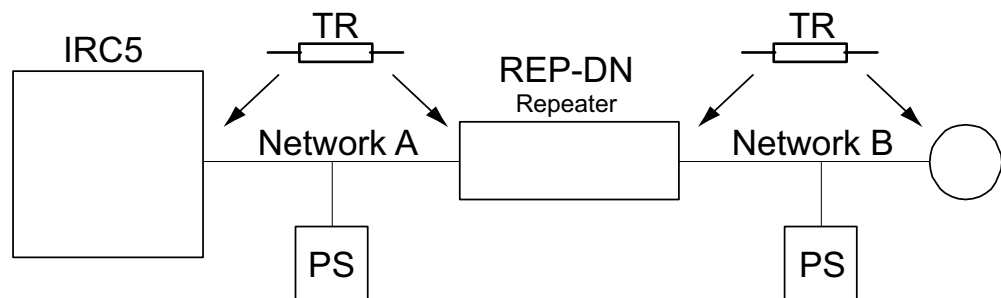 TR
TR
IRC5
REP-DN
Repeater
Network A
Network B
PS
PS